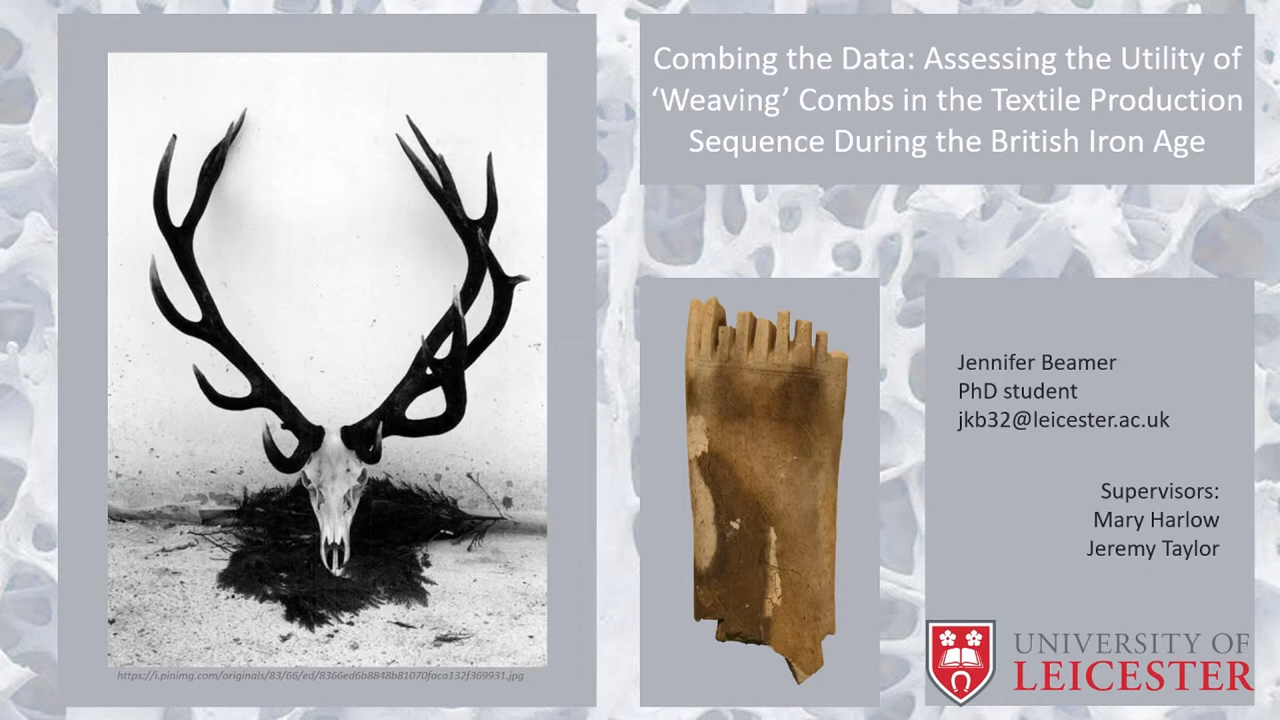 Combing the Data: Assessing the Utility of
‘Weaving’ Combs in the Textile Production
Sequence During the British Iron Age
https://i.pinimg.com/originals/83/66/ed/8366ed6b8848b81070faca132f369931.jpg
Jennifer Beamer
PhD student
jkb32@leicester.ac.uk
Supervisors:
Mary Harlow
Jeremy Taylor
UNIVERSITY OF
LEICESTER